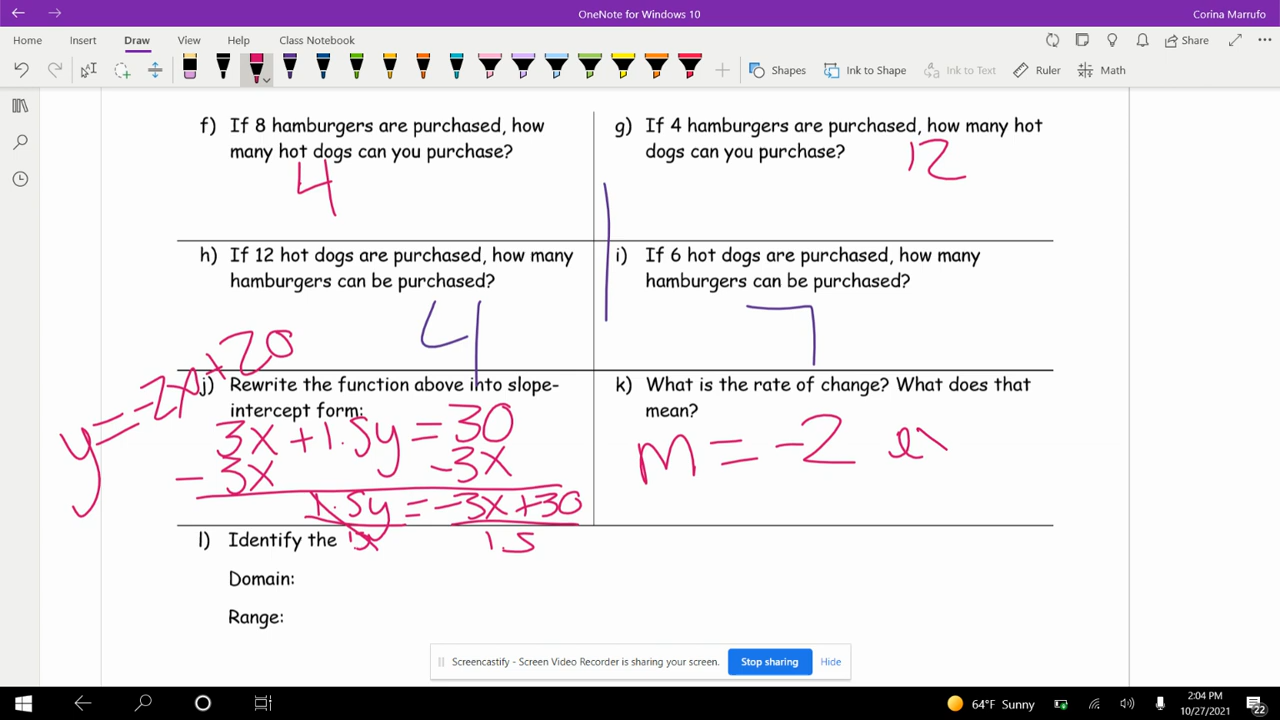 OneNote for Windows 10
Corina Marrufo
Home Insert Draw View Help Class Notebook
Share
Shapes Ink to Shape Ink to Text Ruler Math
f) If 8 hamburgers are purchased, how
many hot dogs can you purchase?
4
g) If 4 hamburgers are purchased, how many hot
dogs can you purchase?
12
h) If 12 hot dogs are purchased, how many
hamburgers can be purchased?
4
i) If 6 hot dogs are purchased, how many
hamburgers can be purchased?
7
y=-2x+20
j) Rewrite the function above into slope-
intercept form:
3x+1.5y=30
-3x -3x
1.5y=-3x+30
1.5 1.5
k) What is the rate of change? What does that
mean?
m=-2 ev
l) Identify the
Domain:
Range:
Screencastify - Screen Video Recorder is sharing your screen.
Stop sharing
Hide
64°F Sunny
2:04 PM
10/27/2021
22